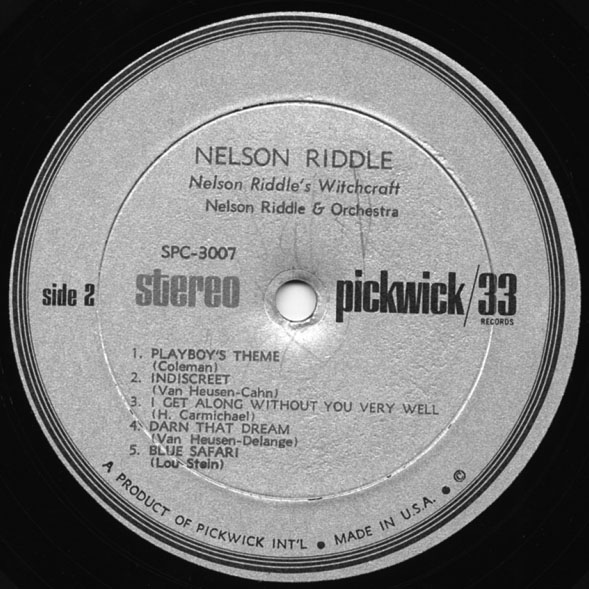 NELSON RIDDLE
Nelson Riddle's Witchcraft
Nelson Riddle & Orchestra
SPC-3007
side 2
stereo
pickwick/33
RECORDS
1. PLAYBOY'S THEME
(Coleman)
2. INDISCREET
(Van Heusen-Cahn)
3. I GET ALONG WITHOUT YOU VERY WELL
(H. Carmichael)
4. DARN THAT DREAM
(Van Heusen-Delange)
5. BLUE SAFARI
(Lou Stein)
A PRODUCT OF PICKWICK INT'L ● MADE IN U.S.A. ● ©